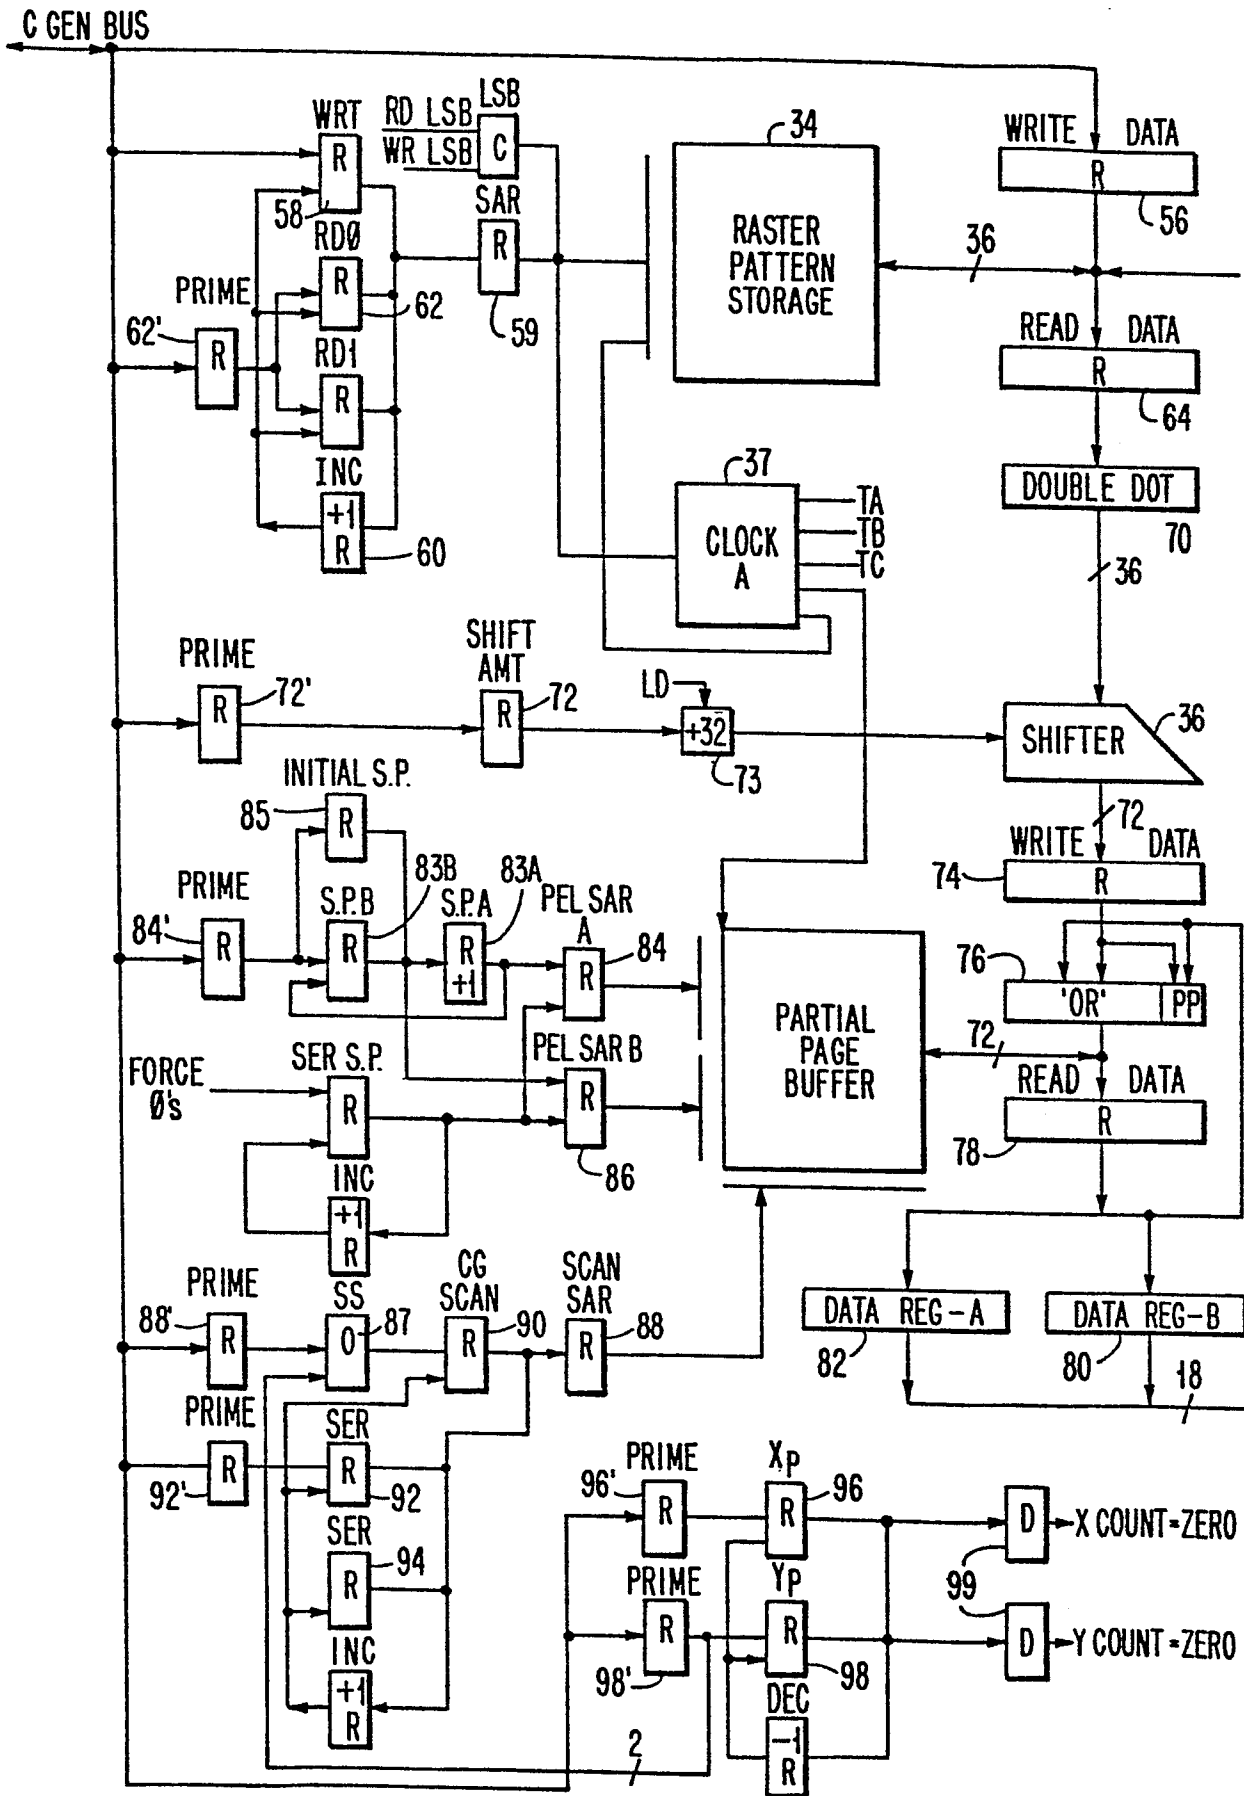 C GEN BUS
WRT
R
58
RD LSB
WR LSB
LSB
C
34
RASTER
PATTERN
STORAGE
WRITE DATA
R
56
SAR
R
59
36
RDØ
R
62
PRIME
62'
R
RD1
R
READ DATA
R
64
INC
+1
R
60
37
CLOCK
A
TA
TB
TC
DOUBLE DOT
70
36
PRIME
R
72'
SHIFT
AMT
R
72
LD
+32
73
SHIFTER
36
INITIAL S.P.
85
R
72
WRITE DATA
74
R
PRIME
84'
R
S.P.B
83B
R
S.P.A
83A
R
+1
PEL SAR
A
84
R
PARTIAL
PAGE
BUFFER
76
'OR'
PP
72
FORCE
Ø's
SER S.P.
R
PEL SAR B
R
86
READ DATA
R
78
INC
+1
R
PRIME
88'
R
SS
87
0
CG
SCAN
90
R
SCAN
SAR
88
R
DATA REG-A
82
DATA REG-B
80
18
PRIME
92'
R
SER
R
92
SER
94
R
INC
+1
R
PRIME
96'
R
XP
96
R
D
99
X COUNT=ZERO
PRIME
R
98'
YP
R
98
99
D
Y COUNT=ZERO
DEC
-1
R
2